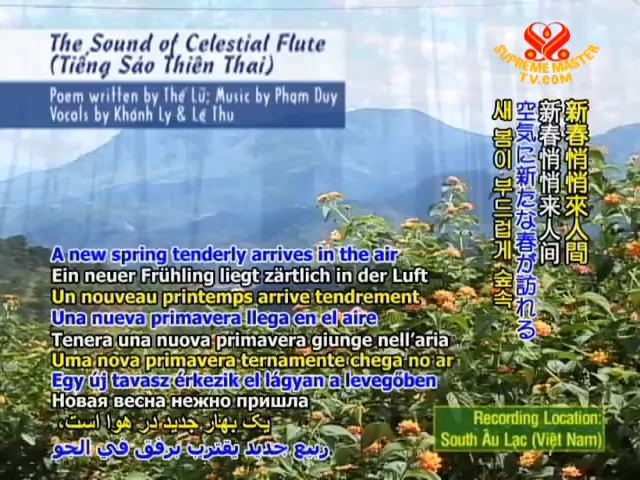 The Sound of Celestial Flute
(Tiếng Sáo Thiên Thai)
Poem written by Thế Lữ; Music by Phạm Duy
Vocals by Khánh Ly & Lệ Thu
SUPREME MASTER
TV.COM
新春悄悄來人間
新春悄悄来人间
空気に新たな春が訪れる
새 봄이 부드럽게 숲속
A new spring tenderly arrives in the air
Ein neuer Frühling liegt zärtlich in der Luft
Un nouveau printemps arrive tendrement
Una nueva primavera llega en el aire
Tenera una nuova primavera giunge nell'aria
Uma nova primavera ternamente chega no ar
Egy új tavasz érkezik el lágyan a levegőben
Новая весна нежно пришла
یک بهار جدید در هوا است،
ربيع جديد يقترب برفق في الجو
Recording Location:
South Âu Lạc (Việt Nam)